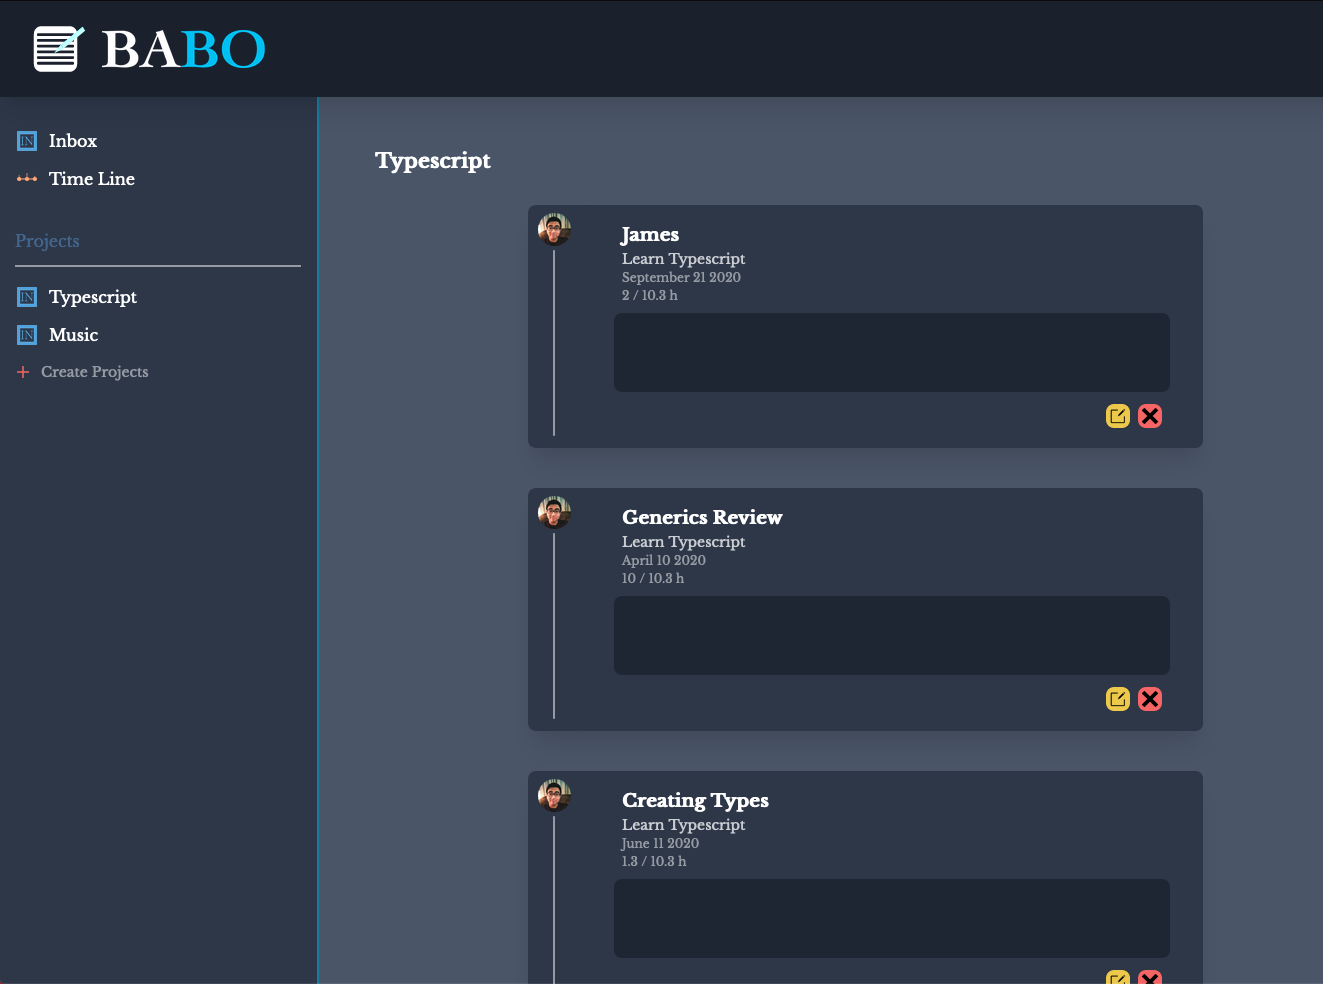 BABO
IN Inbox
Time Line
Projects
IN Typescript
IN Music
+ Create Projects
Typescript
James
Learn Typescript
September 21 2020
2 / 10.3 h
Generics Review
Learn Typescript
April 10 2020
10 / 10.3 h
Creating Types
Learn Typescript
June 11 2020
1.3 / 10.3 h